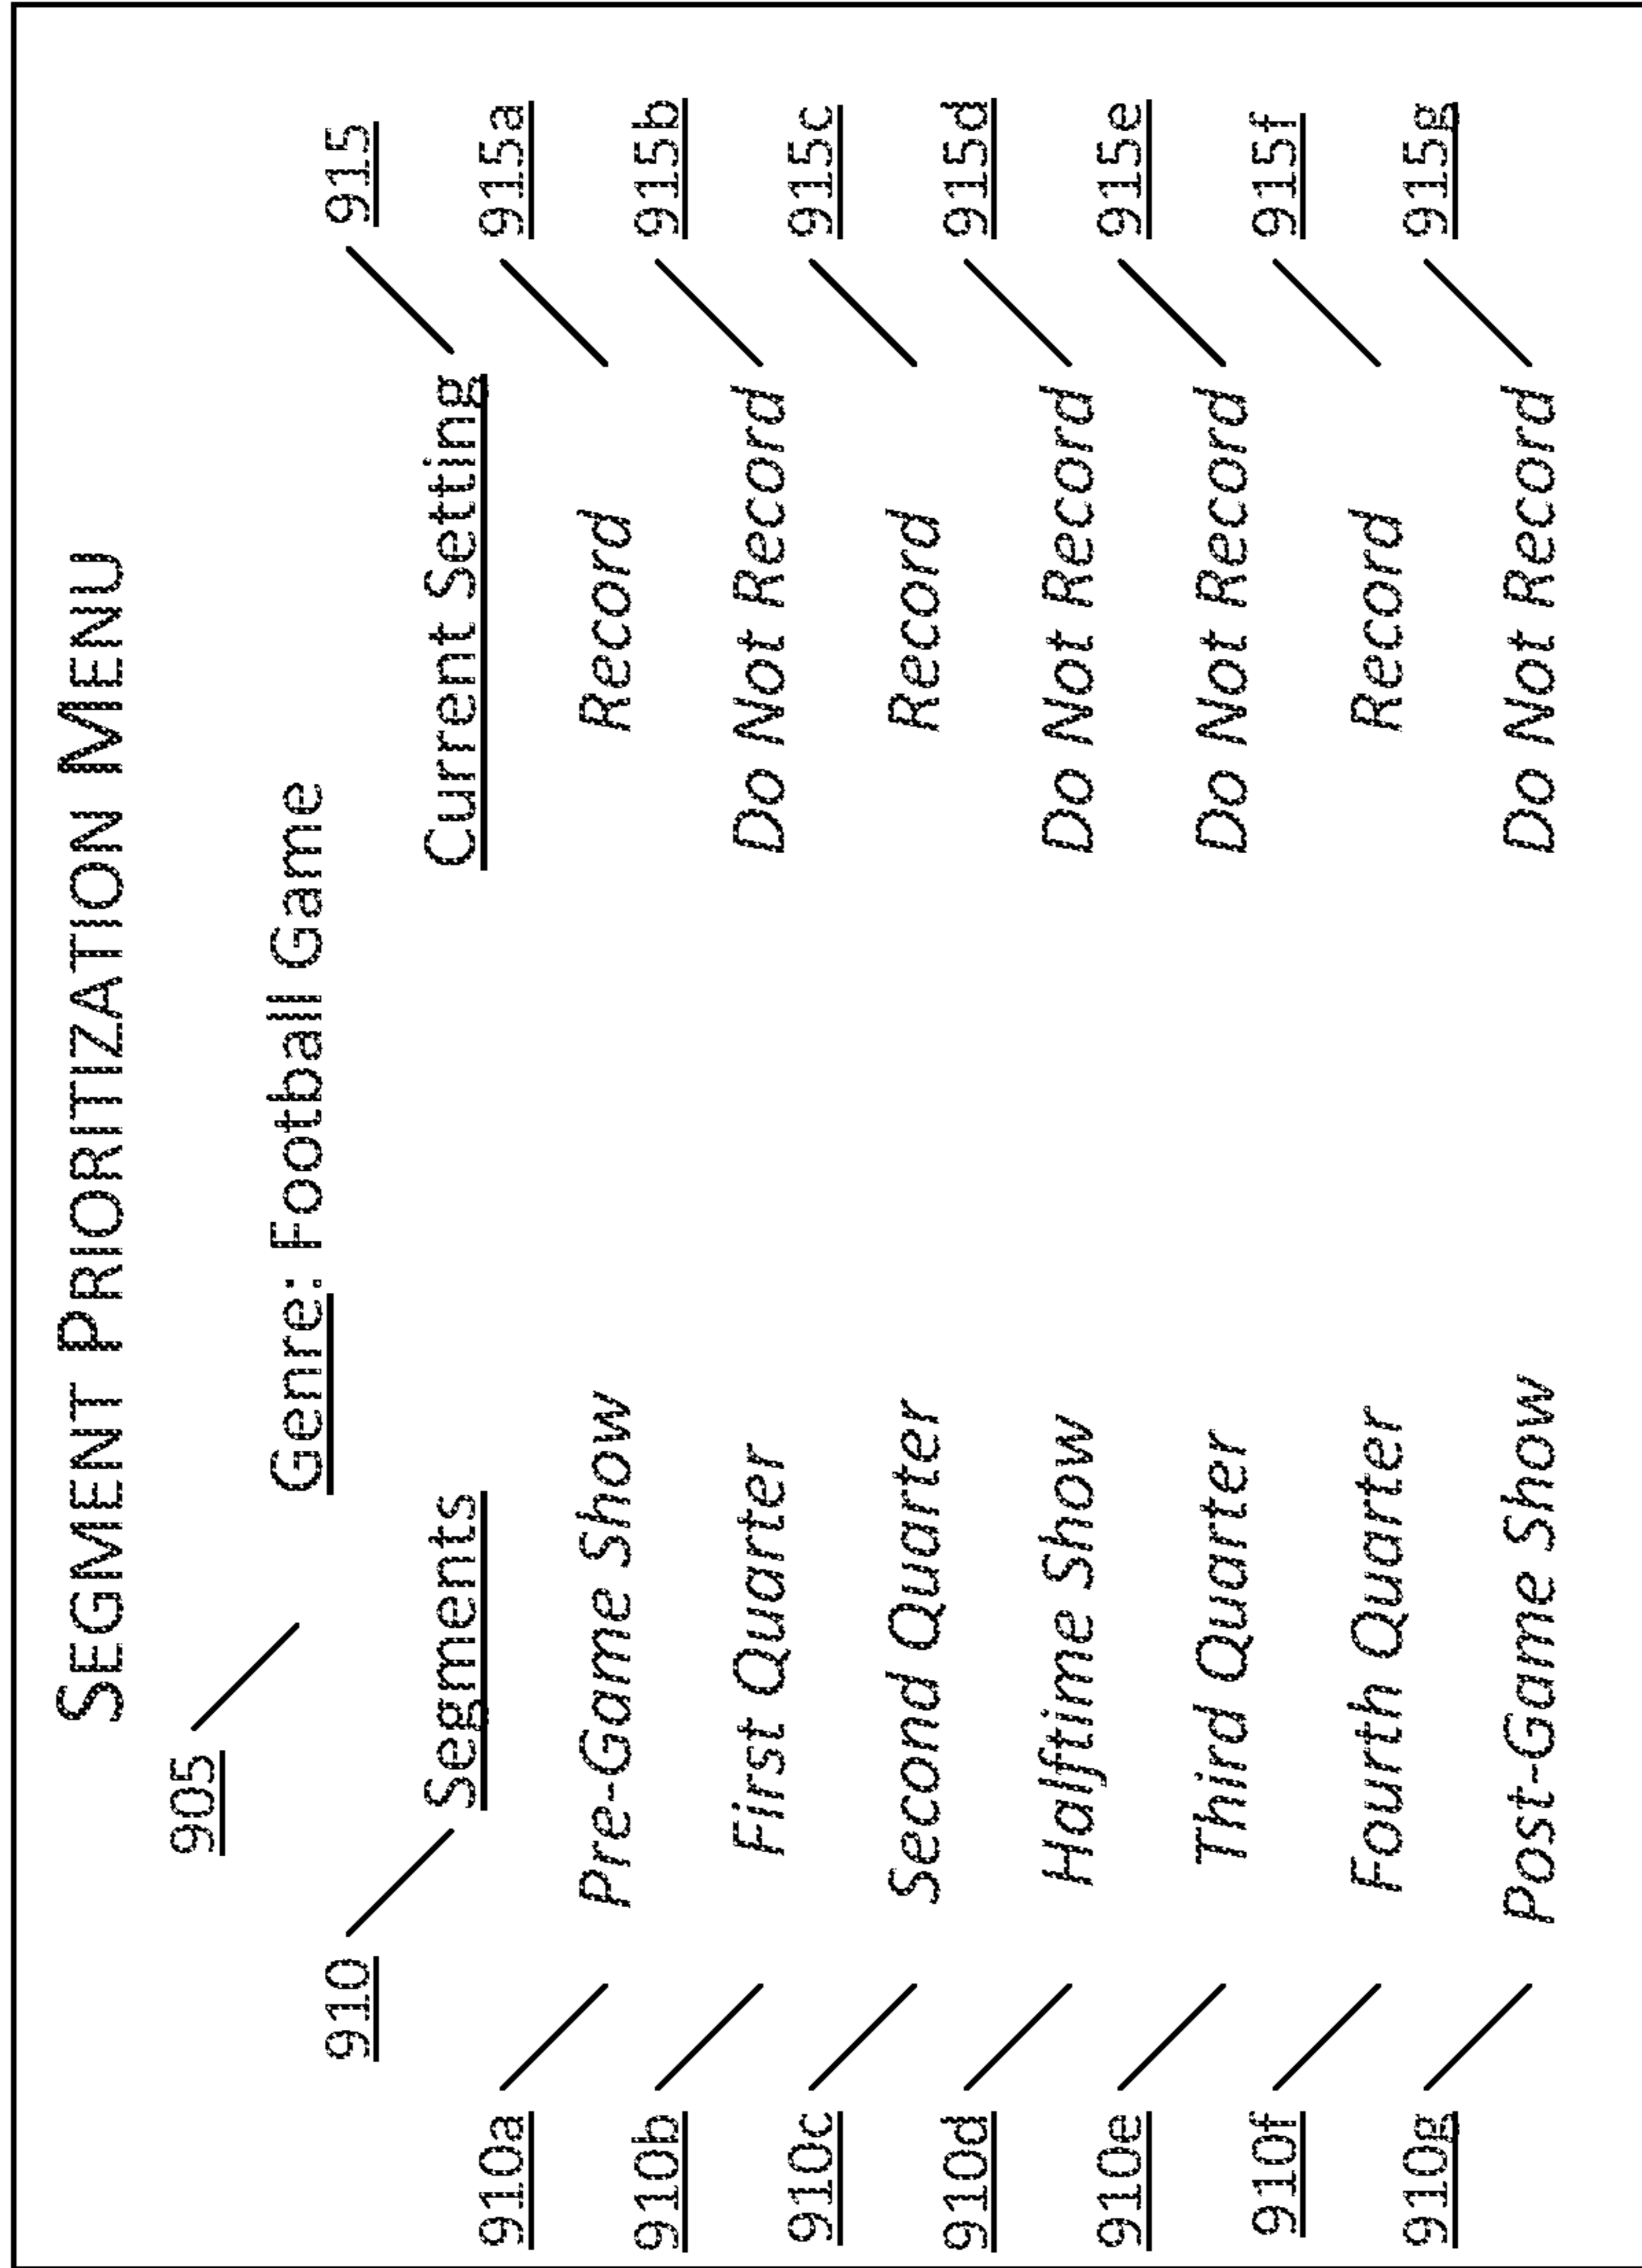 SEGMENT PRIORITIZATION MENU
905
Genre: Football Game
910 Segments Current Setting 915
910a Pre-Game Show Record 915a
910b First Quarter Do Not Record 915b
910c Second Quarter Record 915c
910d Halftime Show Do Not Record 915d
910e Third Quarter Do Not Record 915e
910f Fourth Quarter Record 915f
910g Post-Game Show Do Not Record 915g